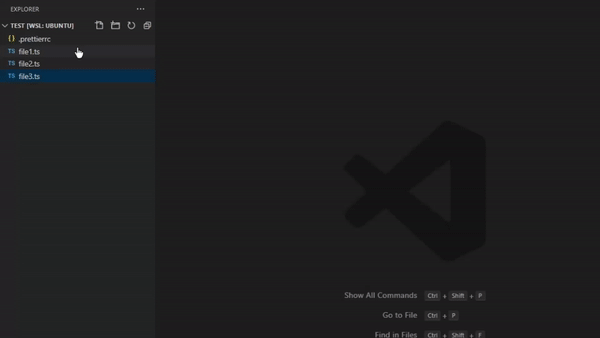 EXPLORER
TEST [WSL: UBUNTU]
{} .prettierrc
TS file1.ts
TS file2.ts
TS file3.ts
Show All Commands Ctrl + Shift + P
Go to File Ctrl + P
Find in Files Ctrl + Shift + F